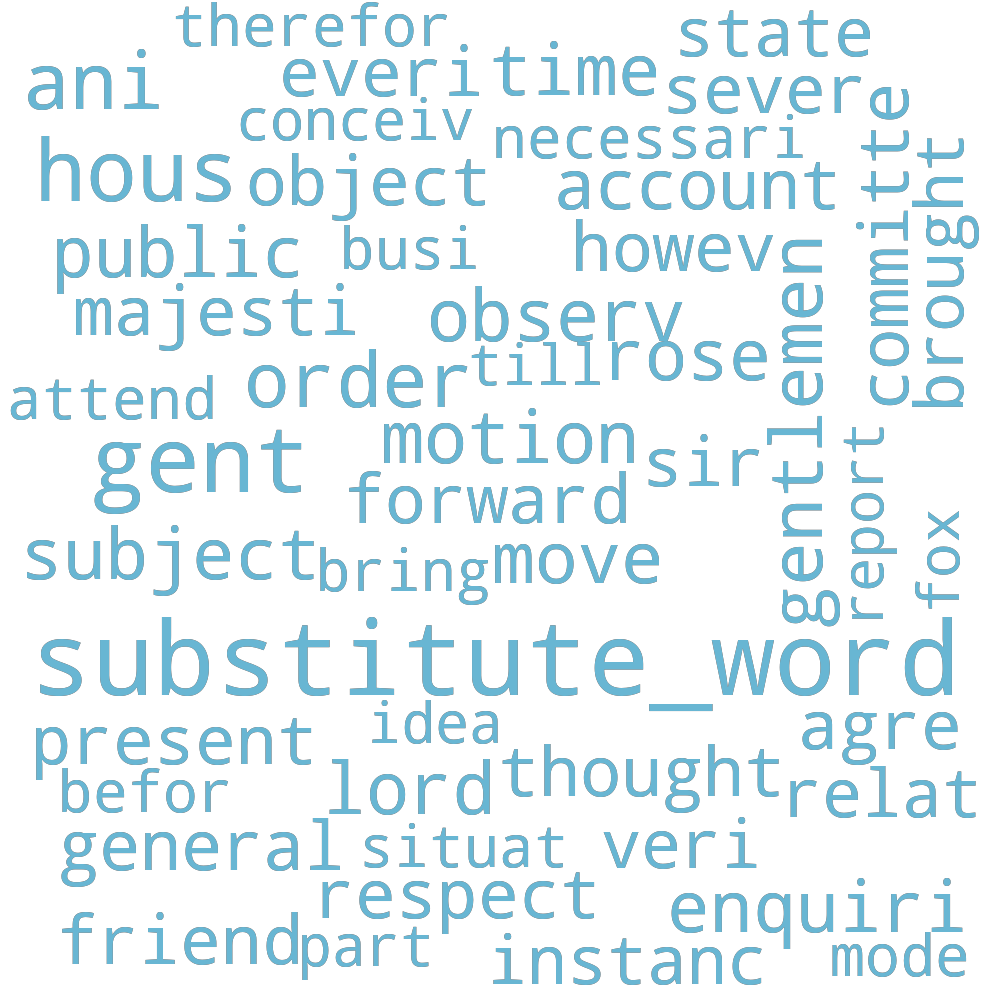 therefor
state
ani
everi
time
sever
conceiv
necessari
committe
brought
hous
object
account
public
busi
howev
gentlemen
majesti
observ
till
rose
attend
order
gent
motion
sir
report
forward
fox
subject
bring
move
substitute_word
present
idea
agre
befor
lord
thought
relat
general
situat
veri
respect
enquiri
friend
part
instanc
mode